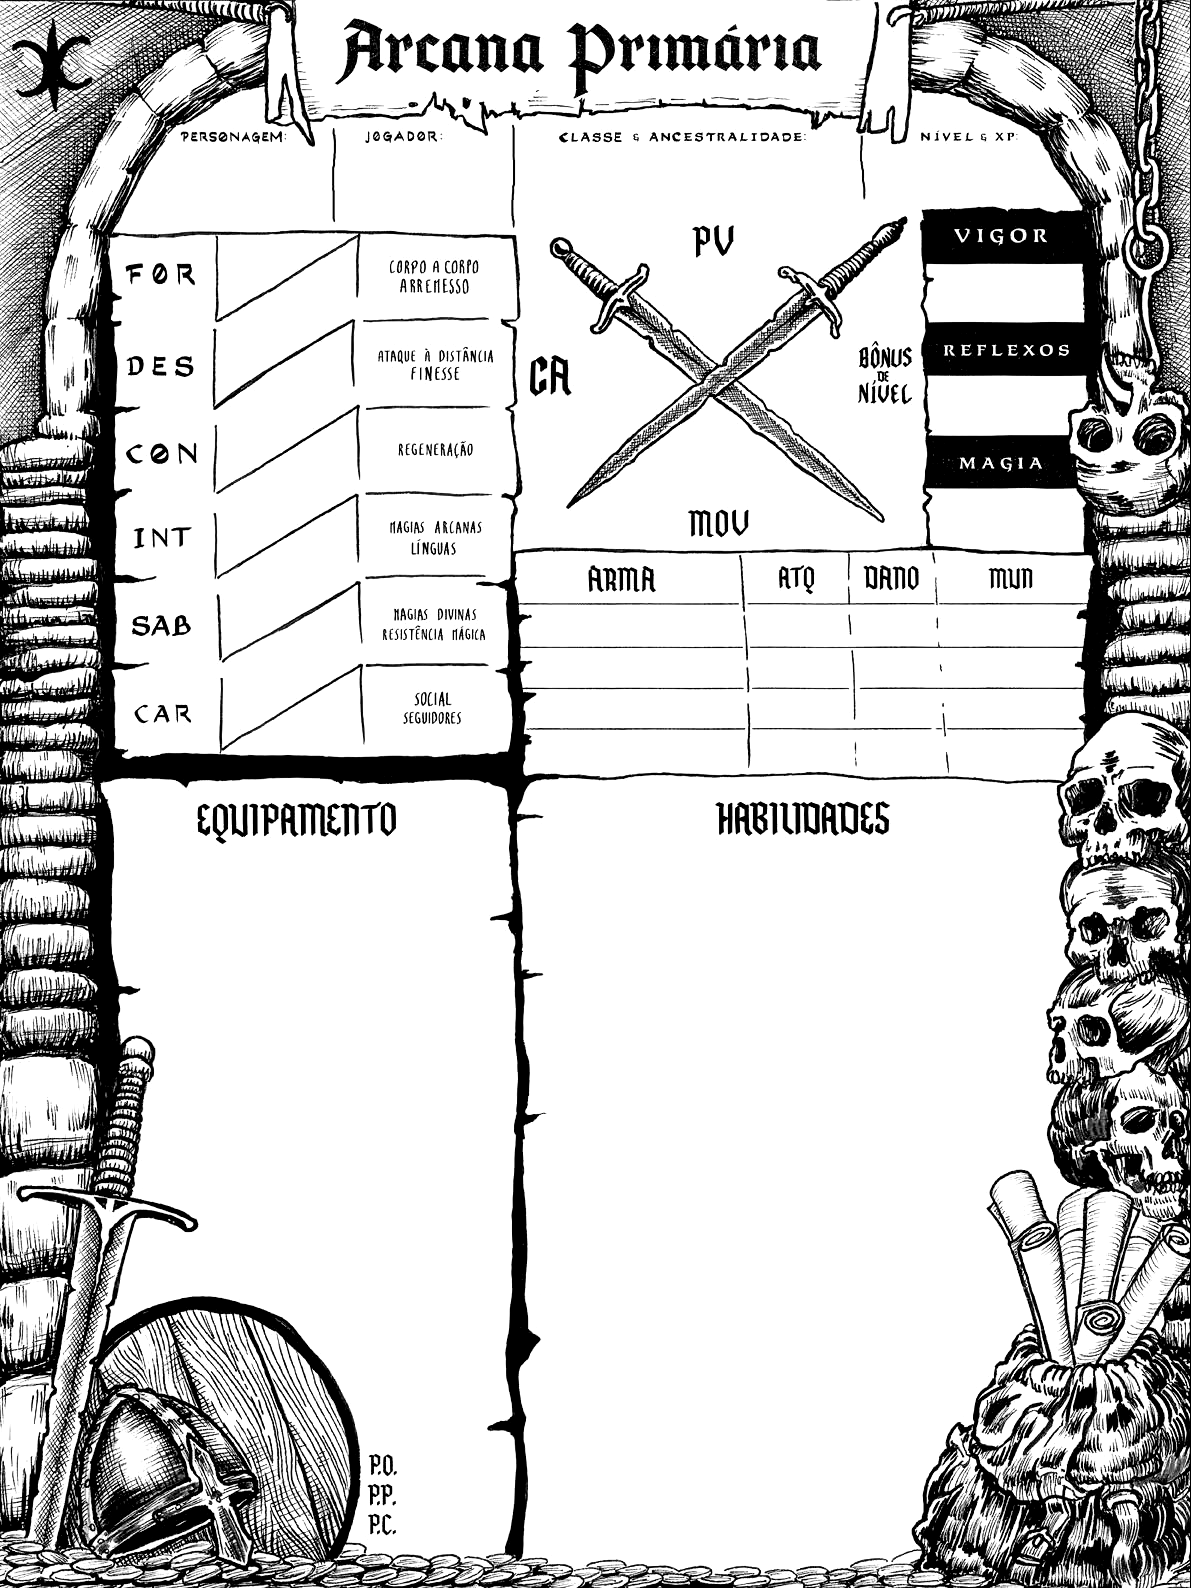 Arcana Primária
PERSONAGEM: JOGADOR: CLASSE & ANCESTRALIDADE: NÍVEL & XP:
FOR
CORPO A CORPO
ARREMESSO
DES
ATAQUE À DISTÂNCIA
FINESSE
CON
REGENERAÇÃO
INT
MAGIAS ARCANAS
LÍNGUAS
SAB
MAGIAS DIVINAS
RESISTÊNCIA MÁGICA
CAR
SOCIAL
SEGUIDORES
PV
CA
BÔNUS
DE
NÍVEL
MOV
VIGOR
REFLEXOS
MAGIA
ARMA ATQ DANO MUN
EQUIPAMENTO
P.O.
P.P.
P.C.
HABILIDADES